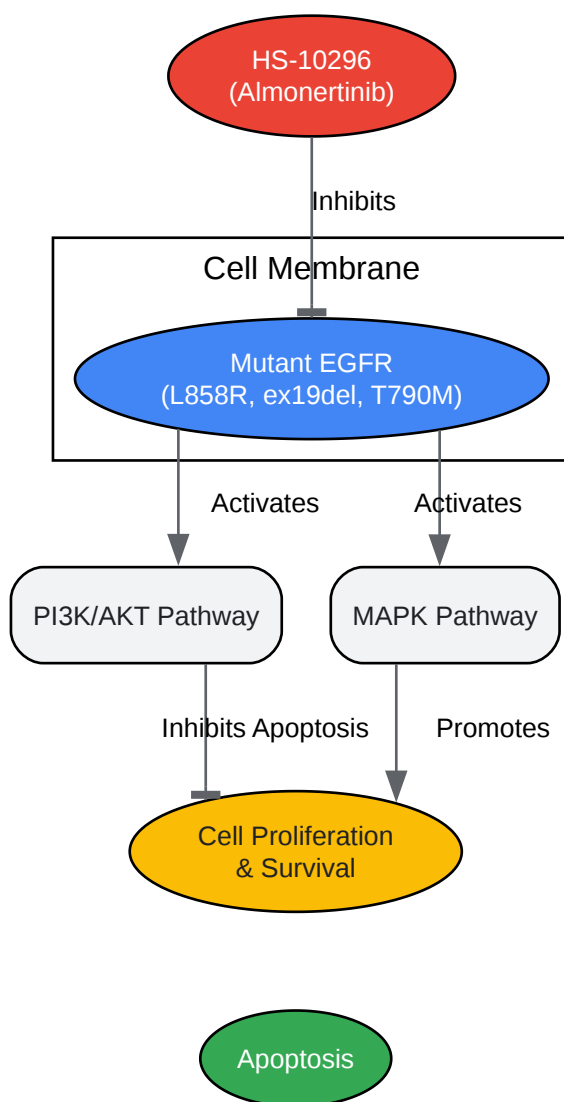 HS-10296
(Almonertinib)
Inhibits
Cell Membrane
Mutant EGFR
(L858R, ex19del, T790M)
Activates
Activates
PI3K/AKT Pathway
MAPK Pathway
Inhibits Apoptosis
Promotes
Cell Proliferation
& Survival
Apoptosis